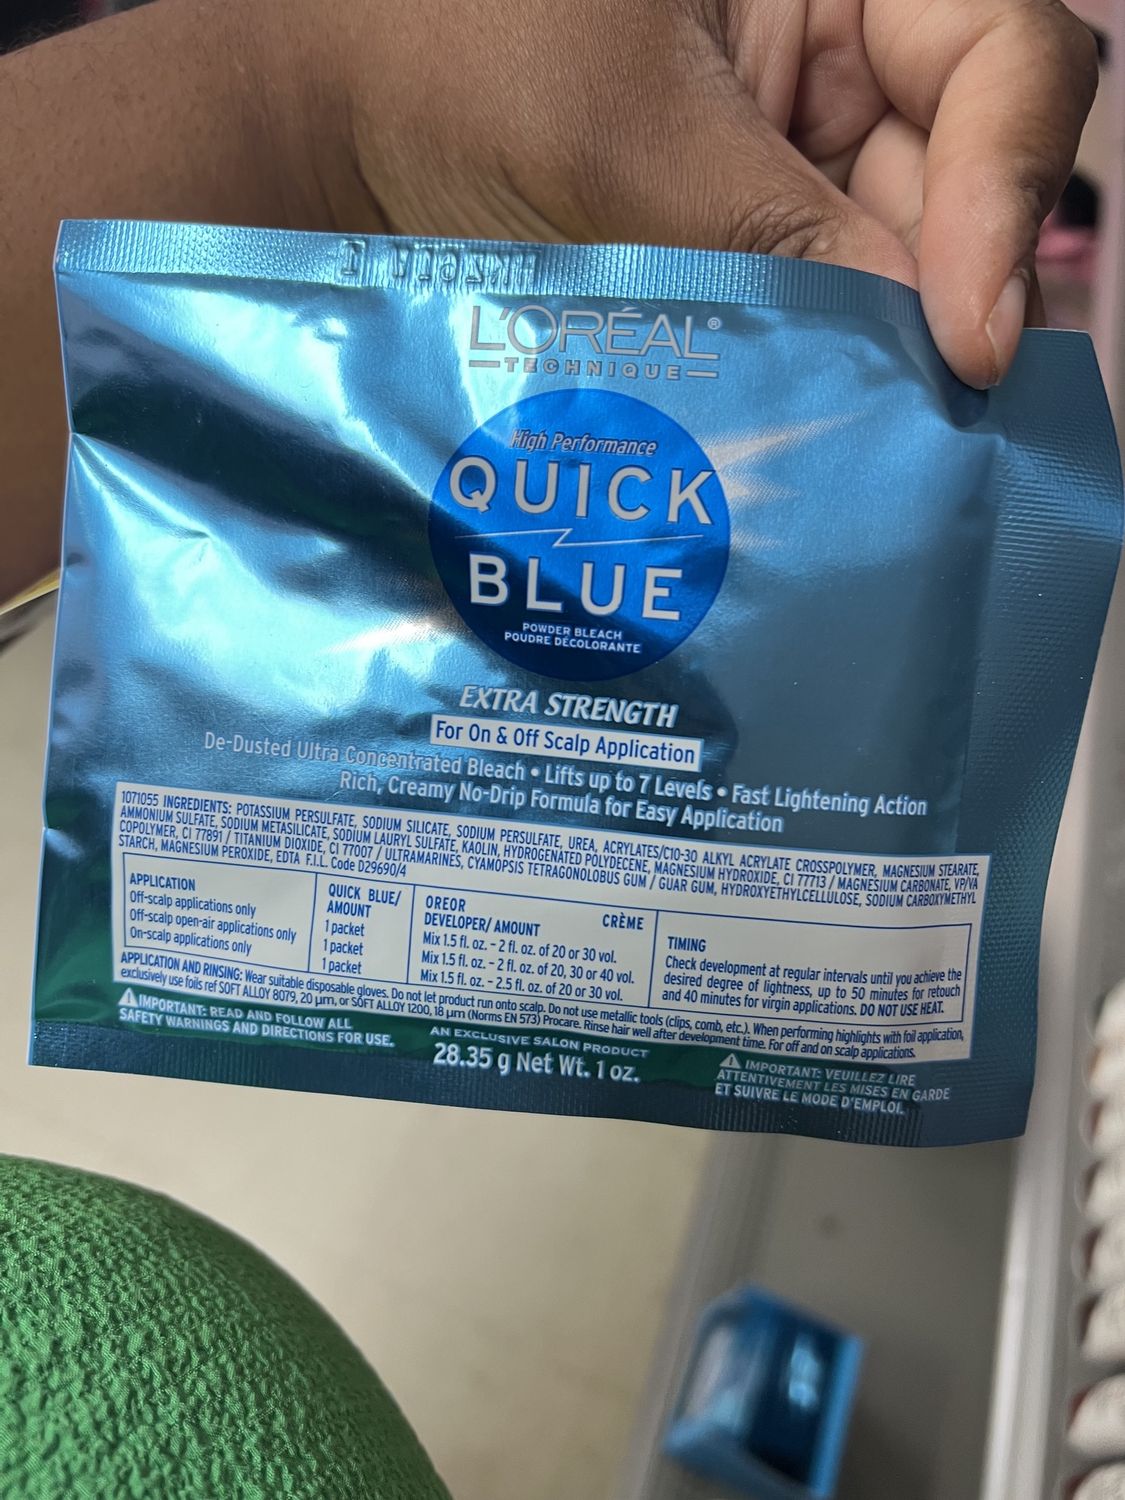 L'ORÉAL®
TECHNIQUE
High Performance
QUICK
BLUE
POWDER BLEACH
POUDRE DÉCOLORANTE
EXTRA STRENGTH
For On & Off Scalp Application
De-Dusted Ultra Concentrated Bleach • Lifts up to 7 Levels • Fast Lightening Action
Rich, Creamy No-Drip Formula for Easy Application
1071055 INGREDIENTS: POTASSIUM PERSULFATE, SODIUM SILICATE, SODIUM PERSULFATE, UREA, ACRYLATES/C10-30 ALKYL ACRYLATE CROSSPOLYMER, MAGNESIUM STEARATE,
AMMONIUM SULFATE, SODIUM METASILICATE, SODIUM LAURYL SULFATE, KAOLIN, HYDROGENATED POLYDECENE, MAGNESIUM HYDROXIDE, CI 77713 / MAGNESIUM CARBONATE, VP/VA
COPOLYMER, CI 77891 / TITANIUM DIOXIDE, CI 77007 / ULTRAMARINES, CYAMOPSIS TETRAGONOLOBUS GUM / GUAR GUM, HYDROXYETHYLCELLULOSE, SODIUM CARBOXYMETHYL
STARCH, MAGNESIUM PEROXIDE, EDTA F.I.L. Code D29690/4
APPLICATION
Off-scalp applications only
Off-scalp open-air applications only
On-scalp applications only
QUICK BLUE/
AMOUNT
1 packet
1 packet
1 packet
OREOR CRÈME
DEVELOPER/ AMOUNT
Mix 1.5 fl. oz. - 2 fl. oz. of 20 or 30 vol.
Mix 1.5 fl. oz. - 2 fl. oz. of 20, 30 or 40 vol.
Mix 1.5 fl. oz. - 2.5 fl. oz. of 20 or 30 vol.
TIMING
Check development at regular intervals until you achieve the
desired degree of lightness, up to 50 minutes for retouch
and 40 minutes for virgin applications. DO NOT USE HEAT.
APPLICATION AND RINSING: Wear suitable disposable gloves. Do not let product run onto scalp. Do not use metallic tools (clips, comb, etc.). When performing highlights with foil application,
exclusively use foils ref SOFT ALLOY 8079, 20 µm, or SOFT ALLOY 1200, 18 µm (Norms EN 573) Procare. Rinse hair well after development time. For off and on scalp applications.
IMPORTANT: READ AND FOLLOW ALL
SAFETY WARNINGS AND DIRECTIONS FOR USE.
AN EXCLUSIVE SALON PRODUCT
28.35 g Net Wt. 1 oz.
IMPORTANT: VEUILLEZ LIRE
ATTENTIVEMENT LES MISES EN GARDE
ET SUIVRE LE MODE D'EMPLOI.